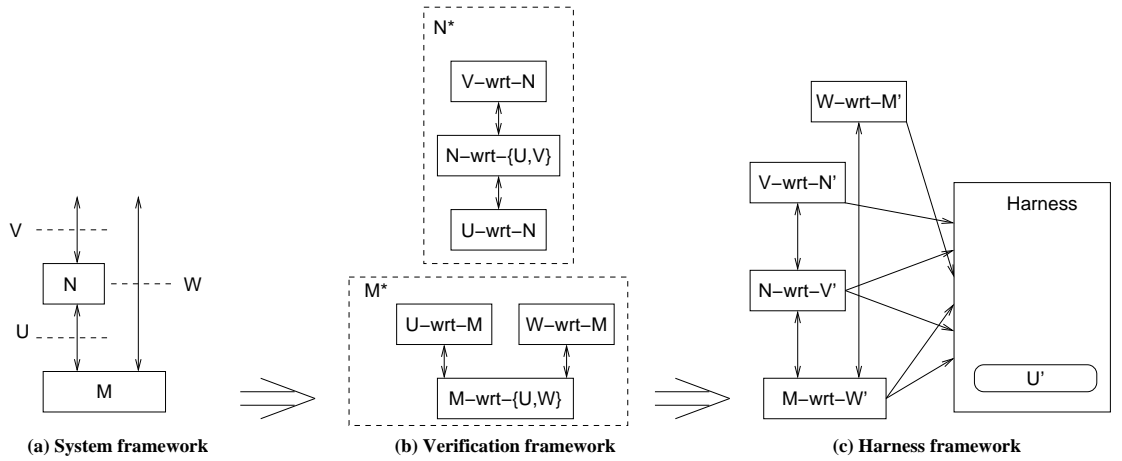 V
N
W
U
M
(a) System framework
N*
V−wrt−N
N−wrt−{U,V}
U−wrt−N
M*
U−wrt−M
W−wrt−M
M−wrt−{U,W}
(b) Verification framework
W−wrt−M'
V−wrt−N'
N−wrt−V'
M−wrt−W'
Harness
U'
(c) Harness framework